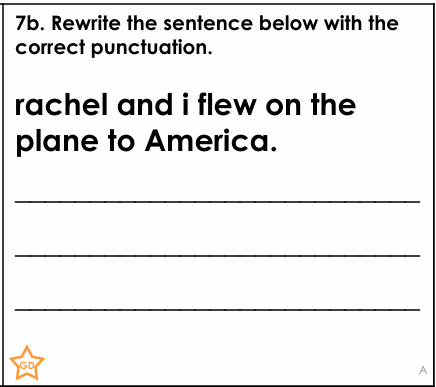 7b. Rewrite the sentence below with the
correct punctuation.
rachel and i flew on the
plane to America.
GD
A